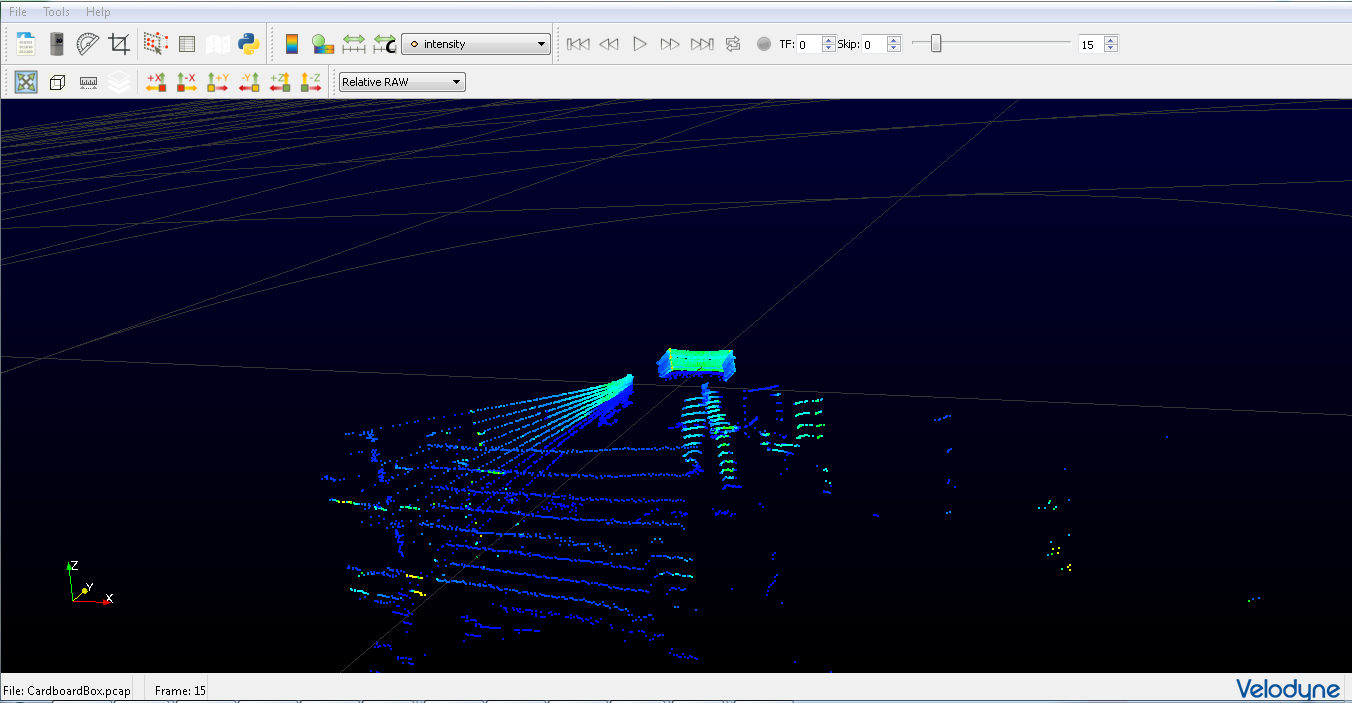 File Tools Help
intensity TF: 0 Skip: 0 15
+X -X +Y -Y +Z -Z Relative RAW
Z
Y
X
File: CardboardBox.pcap Frame: 15 Velodyne